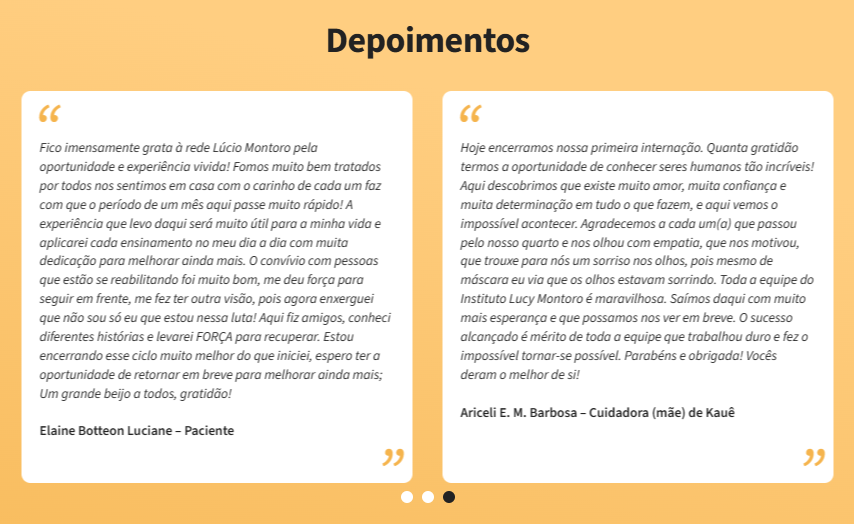 Depoimentos
“
Fico imensamente grata à rede Lúcio Montoro pela
oportunidade e experiência vivida! Fomos muito bem tratados
por todos nos sentimos em casa com o carinho de cada um faz
com que o período de um mês aqui passe muito rápido! A
experiência que levo daqui será muito útil para a minha vida e
aplicarei cada ensinamento no meu dia a dia com muita
dedicação para melhorar ainda mais. O convívio com pessoas
que estão se reabilitando foi muito bom, me deu força para
seguir em frente, me fez ter outra visão, pois agora enxerguei
que não sou só eu que estou nessa luta! Aqui fiz amigos, conheci
diferentes histórias e levarei FORÇA para recuperar. Estou
encerrando esse ciclo muito melhor do que iniciei, espero ter a
oportunidade de retornar em breve para melhorar ainda mais;
Um grande beijo a todos, gratidão!
Elaine Botteon Luciane – Paciente
”
“
Hoje encerramos nossa primeira internação. Quanta gratidão
termos a oportunidade de conhecer seres humanos tão incríveis!
Aqui descobrimos que existe muito amor, muita confiança e
muita determinação em tudo o que fazem, e aqui vemos o
impossível acontecer. Agradecemos a cada um(a) que passou
pelo nosso quarto e nos olhou com empatia, que nos motivou,
que trouxe para nós um sorriso nos olhos, pois mesmo de
máscara eu via que os olhos estavam sorrindo. Toda a equipe do
Instituto Lucy Montoro é maravilhosa. Saímos daqui com muito
mais esperança e que possamos nos ver em breve. O sucesso
alcançado é mérito de toda a equipe que trabalhou duro e fez o
impossível tornar-se possível. Parabéns e obrigada! Vocês
deram o melhor de si!
Ariceli E. M. Barbosa – Cuidadora (mãe) de Kauê
”